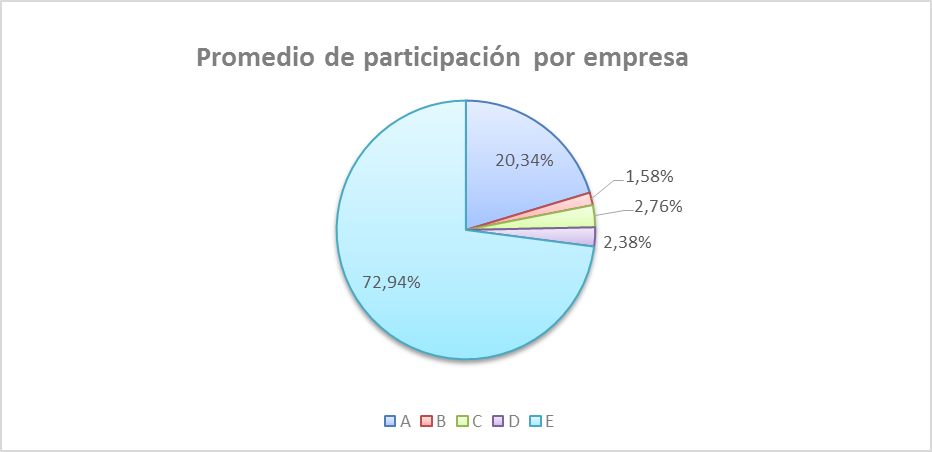 Promedio de participación por empresa
20,34%
1,58%
2,76%
2,38%
72,94%
A B C D E